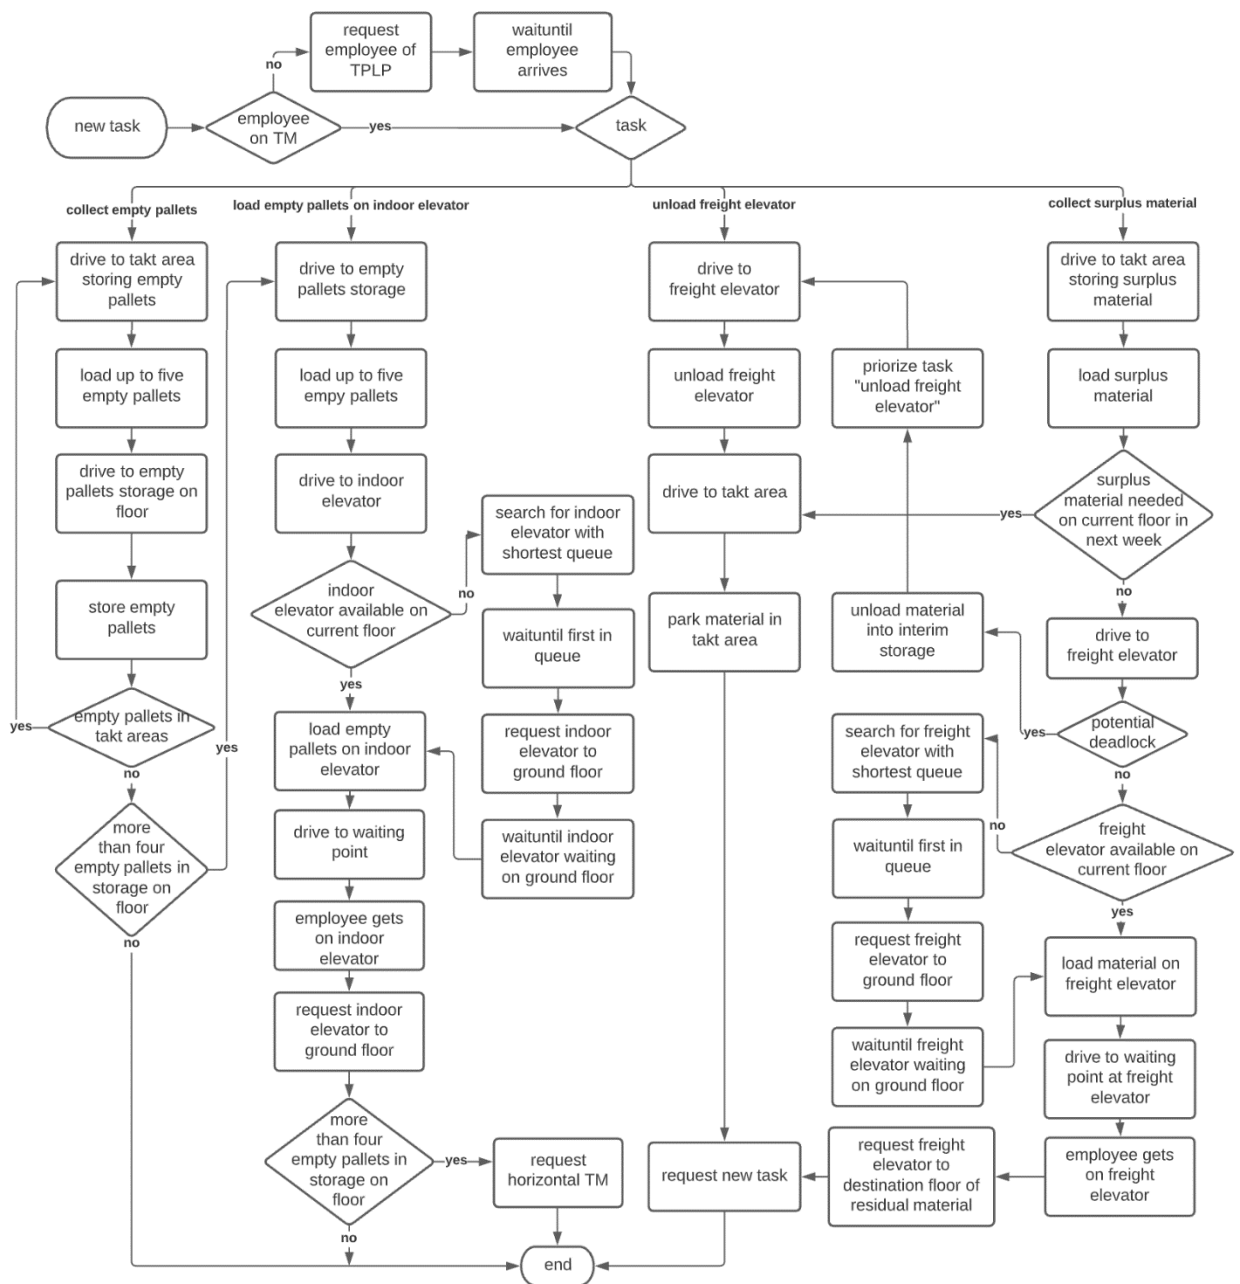 request
employee of
TPLP
waituntil
employee
arrives
no
new task
employee
on TM
yes
task
collect empty pallets
load empty pallets on indoor elevator
unload freight elevator
collect surplus material
drive to takt area
storing empty
pallets
load up to five
empty pallets
drive to empty
pallets storage on
floor
store empty
pallets
empty pallets in
takt areas
yes
no
more
than four
empty pallets in
storage on
floor
yes
no
drive to empty
pallets storage
load up to five
empy pallets
drive to indoor
elevator
indoor
elevator available on
current floor
no
yes
search for indoor
elevator with
shortest queue
waituntil first in
queue
request indoor
elevator to
ground floor
waituntil indoor
elevator waiting
on ground floor
load empty
pallets on indoor
elevator
drive to waiting
point
employee gets
on indoor
elevator
request indoor
elevator to
ground floor
more
than four
empty pallets in
storage on
floor
yes
no
request
horizontal TM
end
drive to
freight elevator
unload freight
elevator
drive to takt area
park material in
takt area
request new task
priorize task
"unload freight
elevator"
unload material
into interim
storage
drive to takt area
storing surplus
material
load surplus
material
surplus
material needed
on current floor in
next week
yes
no
drive to
freight elevator
potential
deadlock
yes
no
freight
elevator available on
current floor
no
yes
search for freight
elevator with
shortest queue
waituntil first in
queue
request freight
elevator to
ground floor
waituntil freight
elevator waiting
on ground floor
load material on
freight elevator
drive to waiting
point at freight
elevator
employee gets
on freight
elevator
request freight
elevator to
destination floor of
residual material